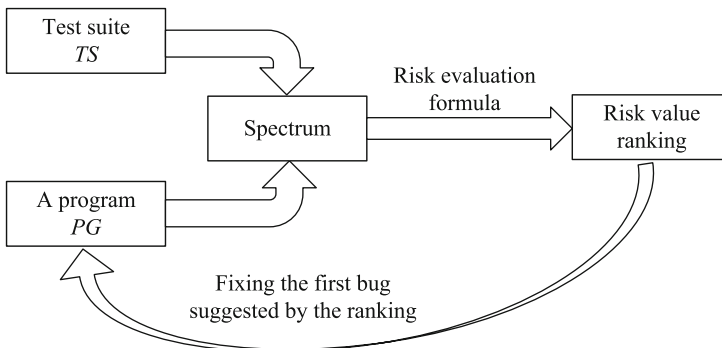 Test suite
TS
Risk evaluation
formula
Spectrum
Risk value
ranking
A program
PG
Fixing the first bug
suggested by the ranking